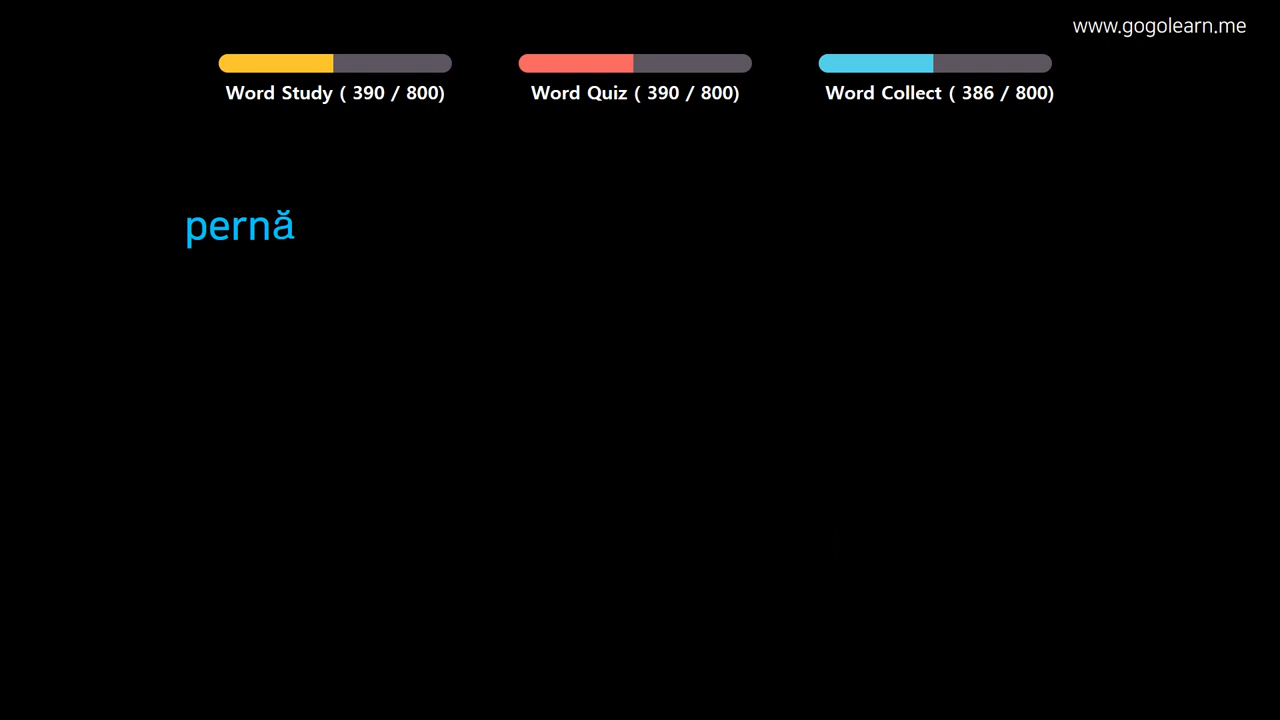 www.gogolearn.me
Word Study ( 390 / 800)
Word Quiz ( 390 / 800)
Word Collect ( 386 / 800)
pernă